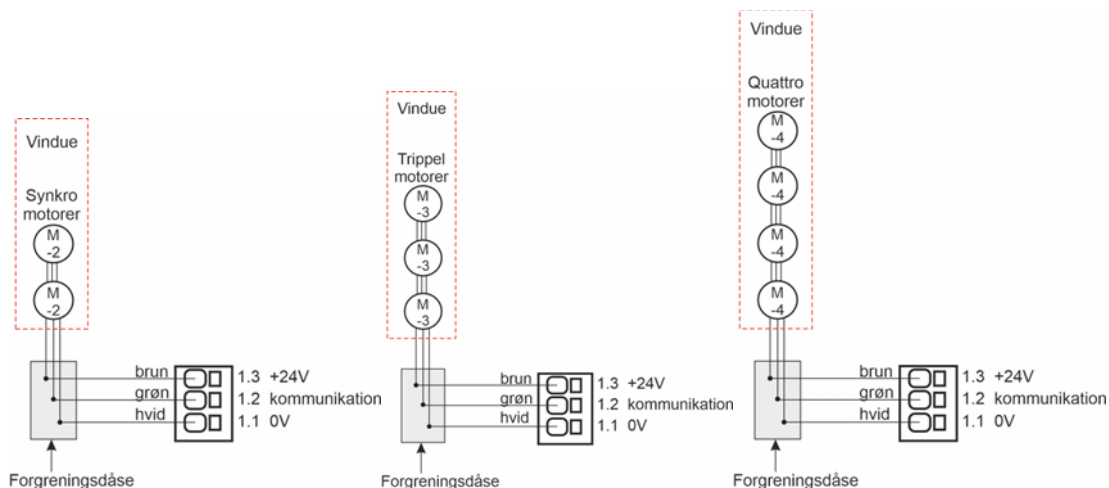 Vindue
Synkro
motorer
M
-2
M
-2
brun
1.3 +24V
grøn
1.2 kommunikation
hvid
1.1 0V
Forgreningsdåse
Vindue
Trippel
motorer
M
-3
M
-3
M
-3
brun
1.3 +24V
grøn
1.2 kommunikation
hvid
1.1 0V
Forgreningsdåse
Vindue
Quattro
motorer
M
-4
M
-4
M
-4
M
-4
brun
1.3 +24V
grøn
1.2 kommunikation
hvid
1.1 0V
Forgreningsdåse